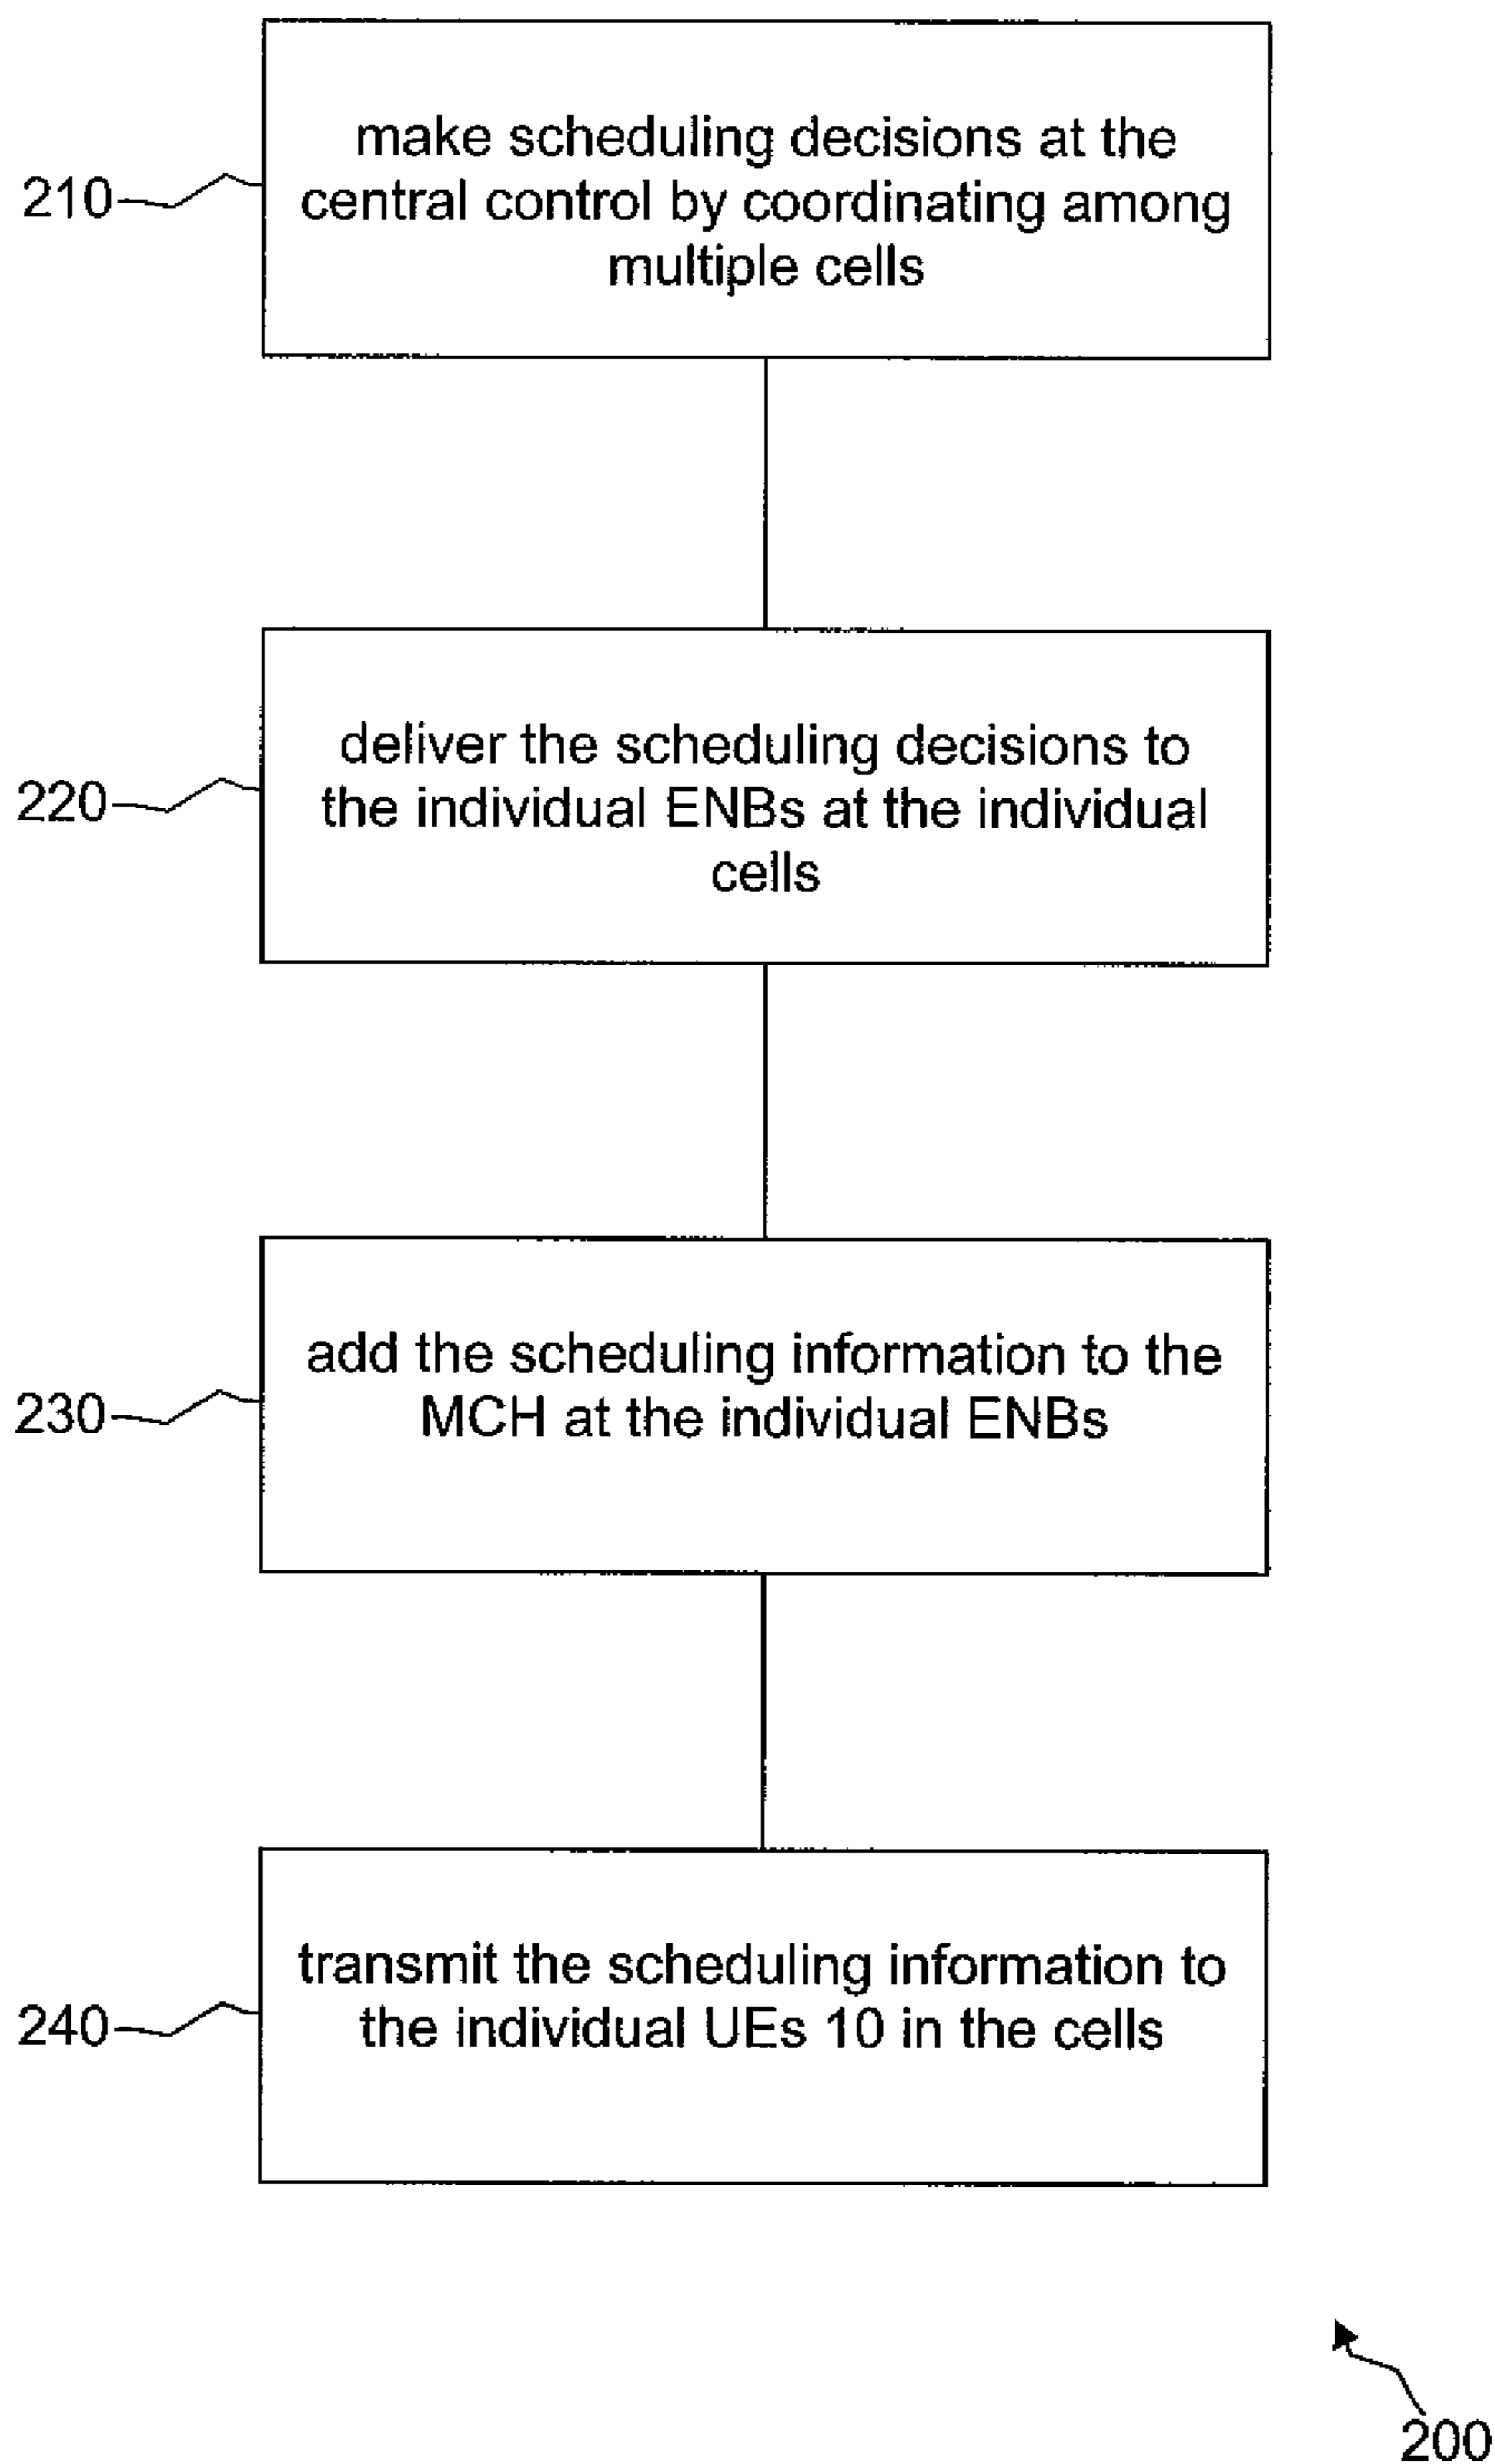 make scheduling decisions at the
210
central control by coordinating among
multiple cells
deliver the scheduling decisions to
220
the individual ENBs at the individual
cells
add the scheduling information to the
230
MCH at the individual ENBs
transmit the scheduling information to
240
the individual UEs 10 in the cells
200